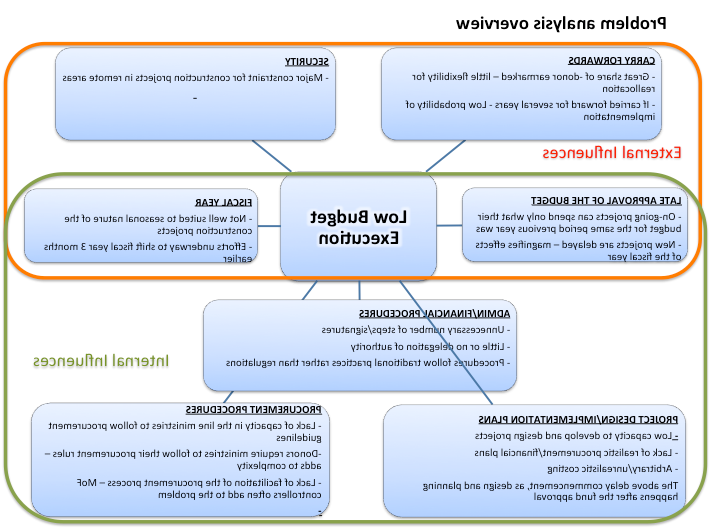 Problem analysis overview
CARRY FORWARDS
- Great share of -donor earmarked – little flexibility for
reallocation
- If carried forward for several years - Low probability of
implementation
SECURITY
- Major constraint for construction projects in remote areas
-
External Influences
LATE APPROVAL OF THE BUDGET
- On-going projects can spend only what their
budget for the same period previous year was
- New projects are delayed – magnifies effects
of the fiscal year
Low Budget
Execution
FISCAL YEAR
- Not well suited to seasonal nature of the
construction projects
- Efforts underway to shift fiscal year 3 months
earlier
ADMIN/FINANCIAL PROCEDURES
- Unnecessary number of steps/signatures
- Little or on delegation of authority
- Procedures follow traditional practices rather than regulations
Internal Influences
PROJECT DESIGN/IMPLEMENTATION PLANS
- Low capacity to develop and design projects
- Lack of realistic procurement/financial plans
- Arbitrary/unrealistic costing
The above delay commencement, as design and planning
happens after the fund approval
PROCUREMENT PROCEDURES
- Lack of capacity in the line ministries to follow procurement
guidelines
-Donors require ministries to follow their procurement rules –
adds to complexity
- Lack of facilitation of the procurement process – MoF
controllers often add to the problem
-